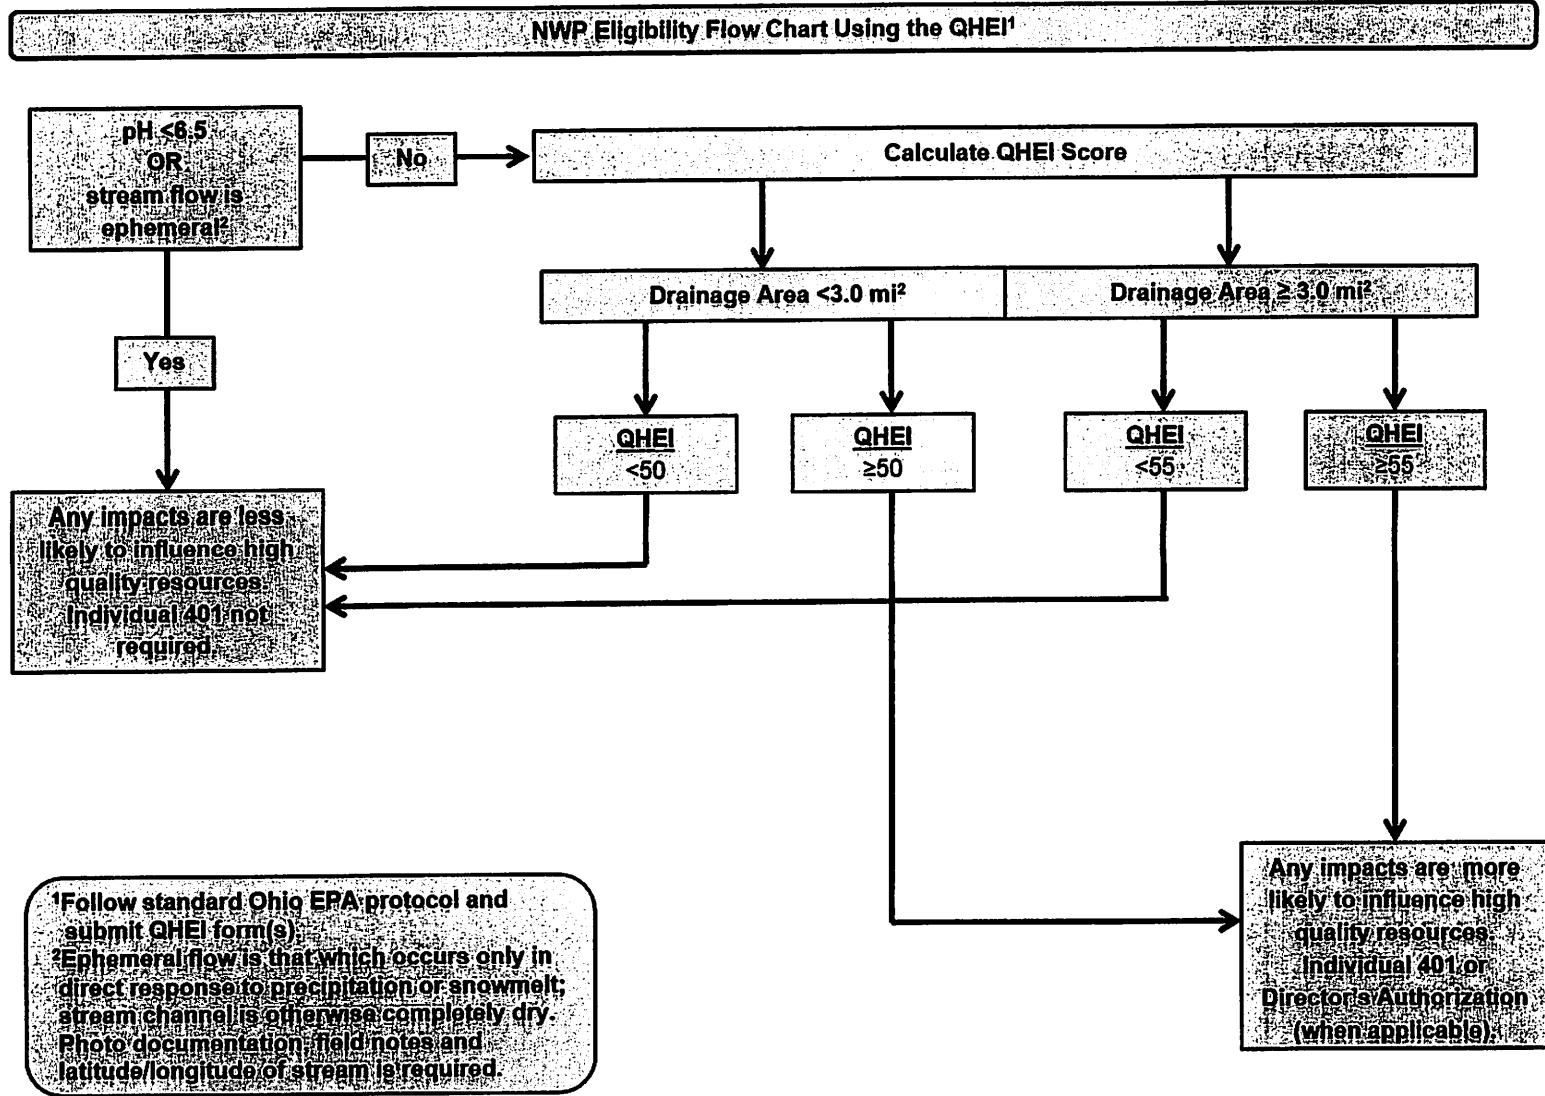 NWP Eligibility Flow Chart Using the QHEI¹
pH <6.5
OR
stream flow is
ephemeral²
No
Calculate QHEI Score
Drainage Area <3.0 mi²
Drainage Area ≥ 3.0 mi²
Yes
QHEI
<50
QHEI
≥50
QHEI
<55
QHEI
≥55
Any impacts are less
likely to influence high
quality resources.
Individual 401 not
required.
Any impacts are more
likely to influence high
quality resources
Individual 401 or
Director's Authorization
(when applicable).
¹Follow standard Ohio EPA protocol and
submit QHEI form(s).
²Ephemeral flow is that which occurs only in
direct response to precipitation or snowmelt;
stream channel is otherwise completely dry.
Photo documentation, field notes and
latitude/longitude of stream is required.